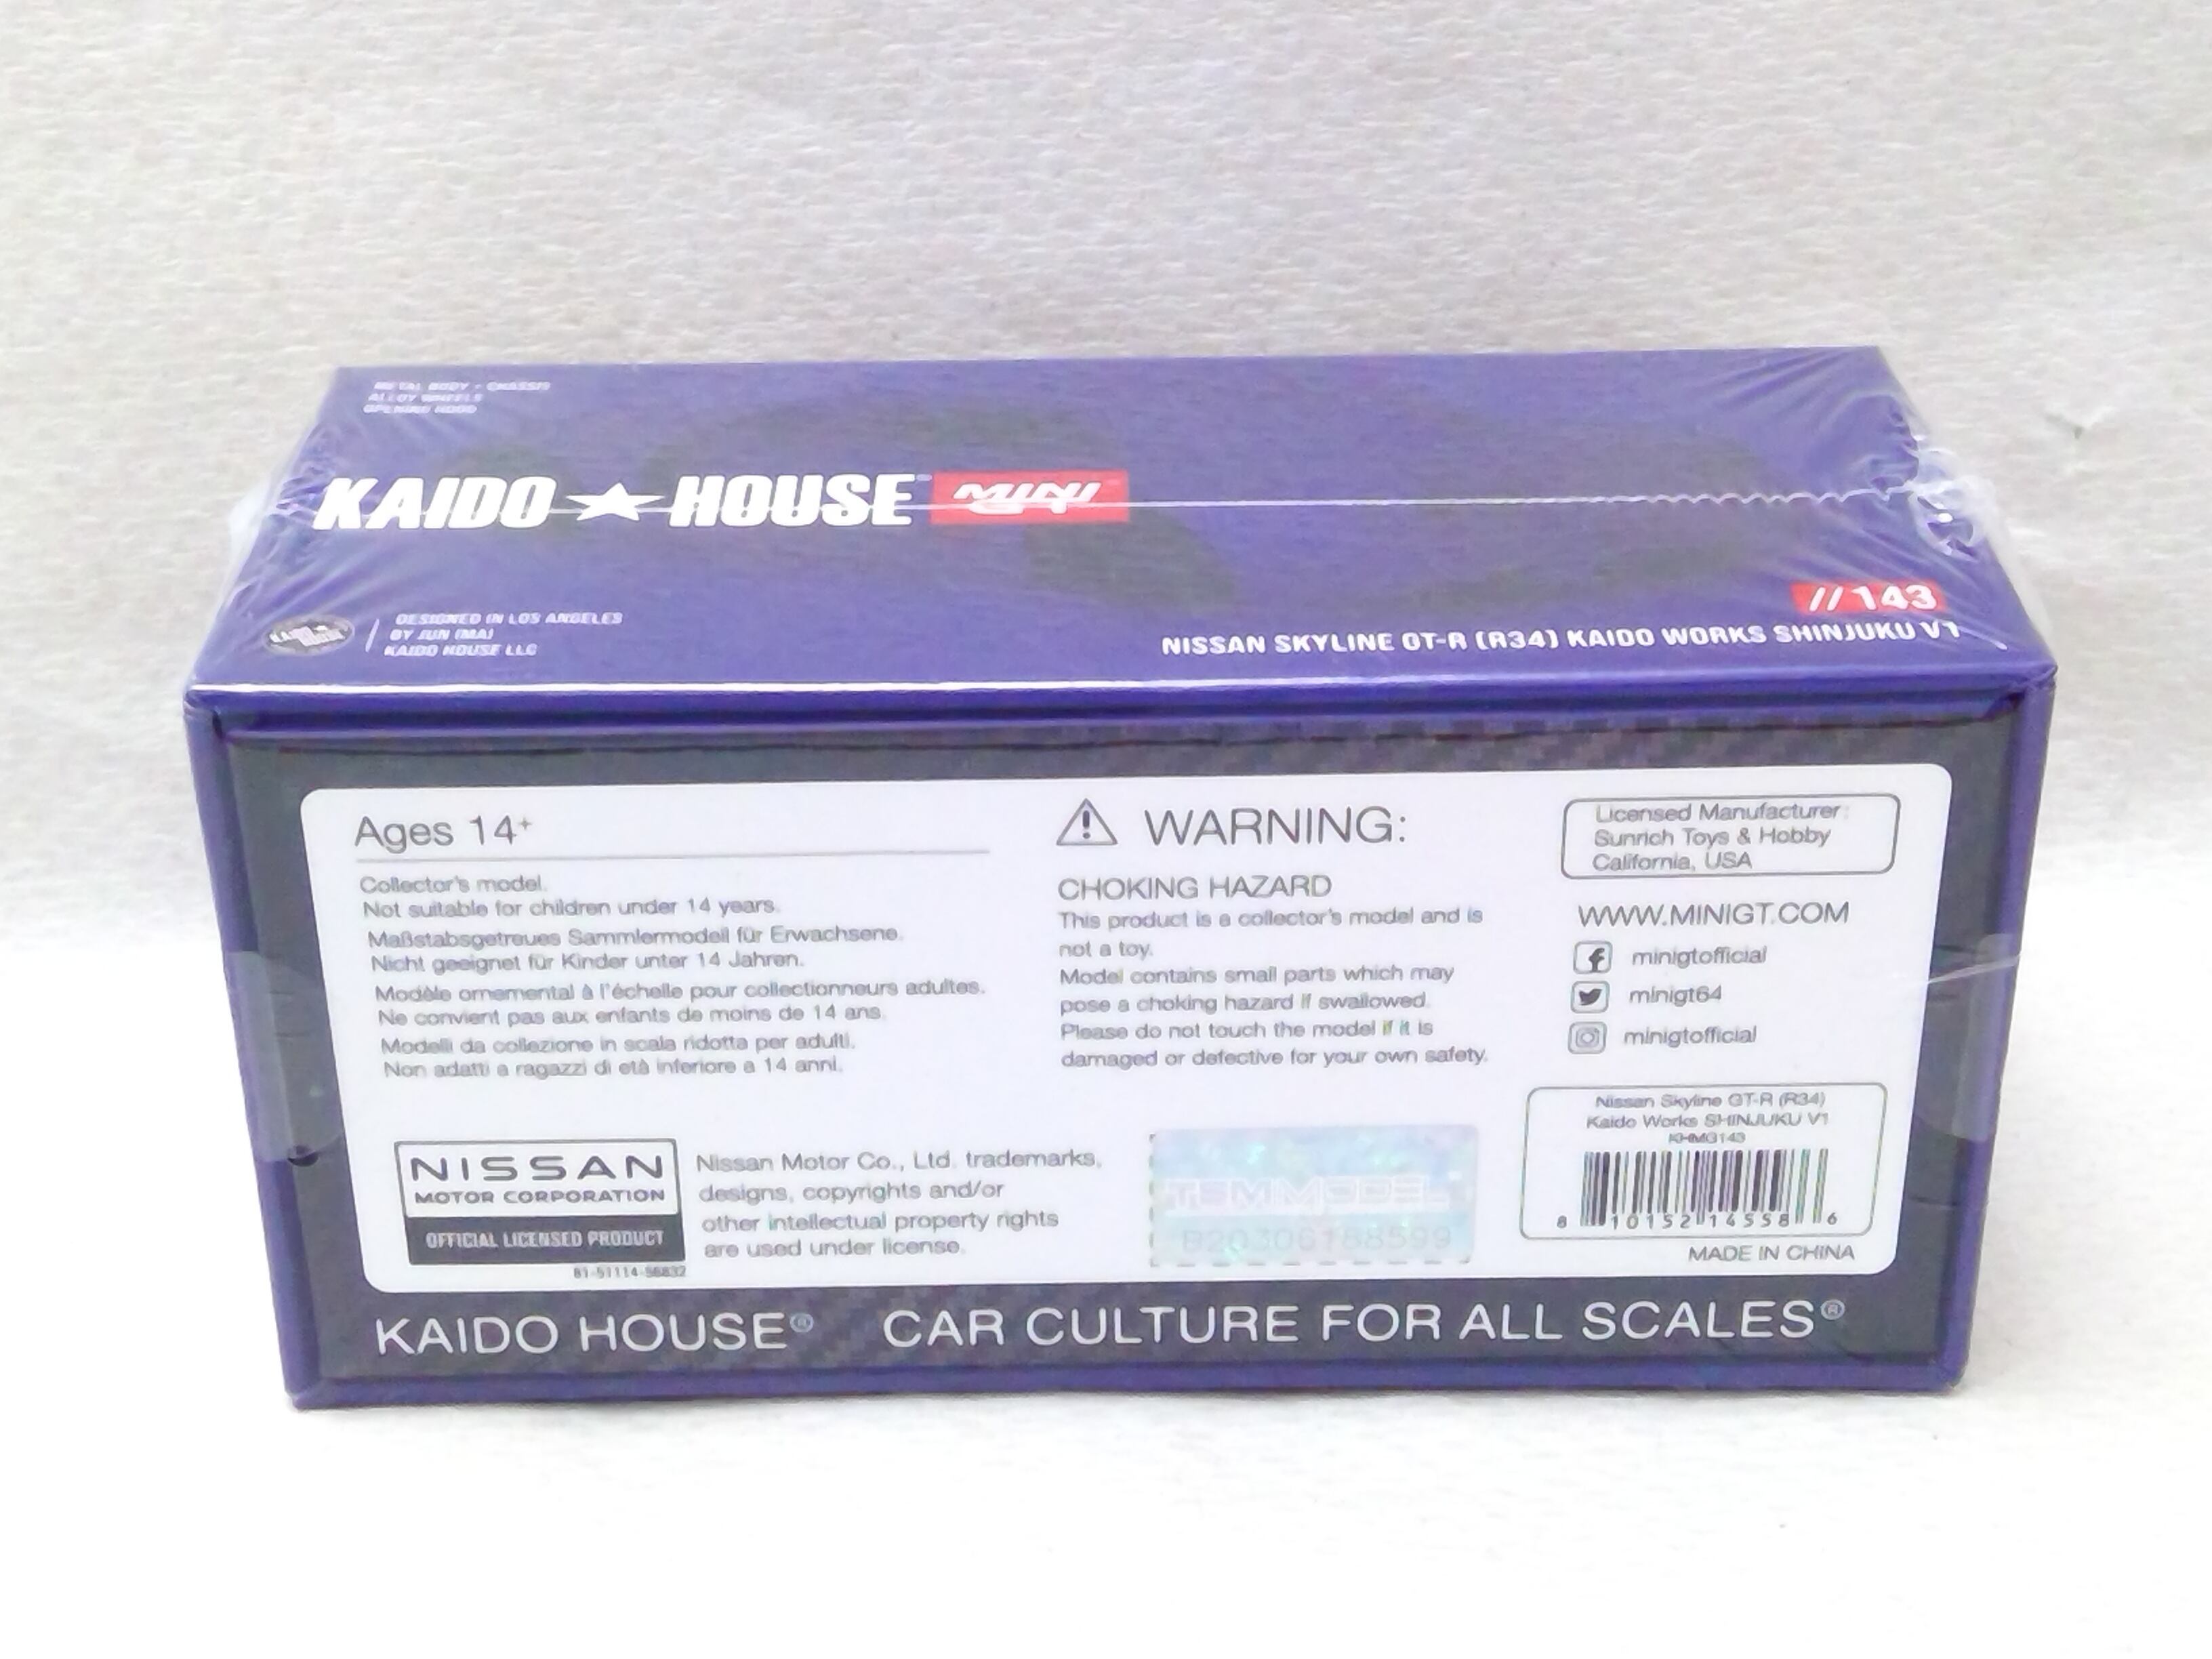 METAL BODY + CHASSIS
ALLOY WHEELS
OPENING HOOD
KAIDO★HOUSE® MINI GT
//143
NISSAN SKYLINE GT-R (R34) KAIDO WORKS SHINJUKU V1
DESIGNED IN LOS ANGELES
BY JUN IMAI
KAIDO HOUSE LLC
Ages 14+
Collector's model.
Not suitable for children under 14 years.
Maßstabsgetreues Sammlermodell für Erwachsene.
Nicht geeignet für Kinder unter 14 Jahren.
Modèle ornemental à l'échelle pour collectionneurs adultes.
Ne convient pas aux enfants de moins de 14 ans.
Modelli da collezione in scala ridotta per adulti.
Non adatti a ragazzi di età inferiore a 14 anni.
NISSAN
MOTOR CORPORATION
OFFICIAL LICENSED PRODUCT
81-51114-56832
Nissan Motor Co., Ltd. trademarks,
designs, copyrights and/or
other intellectual property rights
are used under license.
WARNING:
CHOKING HAZARD
This product is a collector's model and is
not a toy.
Model contains small parts which may
pose a choking hazard if swallowed.
Please do not touch the model if it is
damaged or defective for your own safety.
TSMMODEL
B20306188599
Licensed Manufacturer:
Sunrich Toys & Hobby
California, USA
WWW.MINIGT.COM
minigtofficial
minigt64
minigtofficial
Nissan Skyline GT-R (R34)
Kaido Works SHINJUKU V1
KHMG143
8 10152 14558 6
MADE IN CHINA
KAIDO HOUSE® CAR CULTURE FOR ALL SCALES®